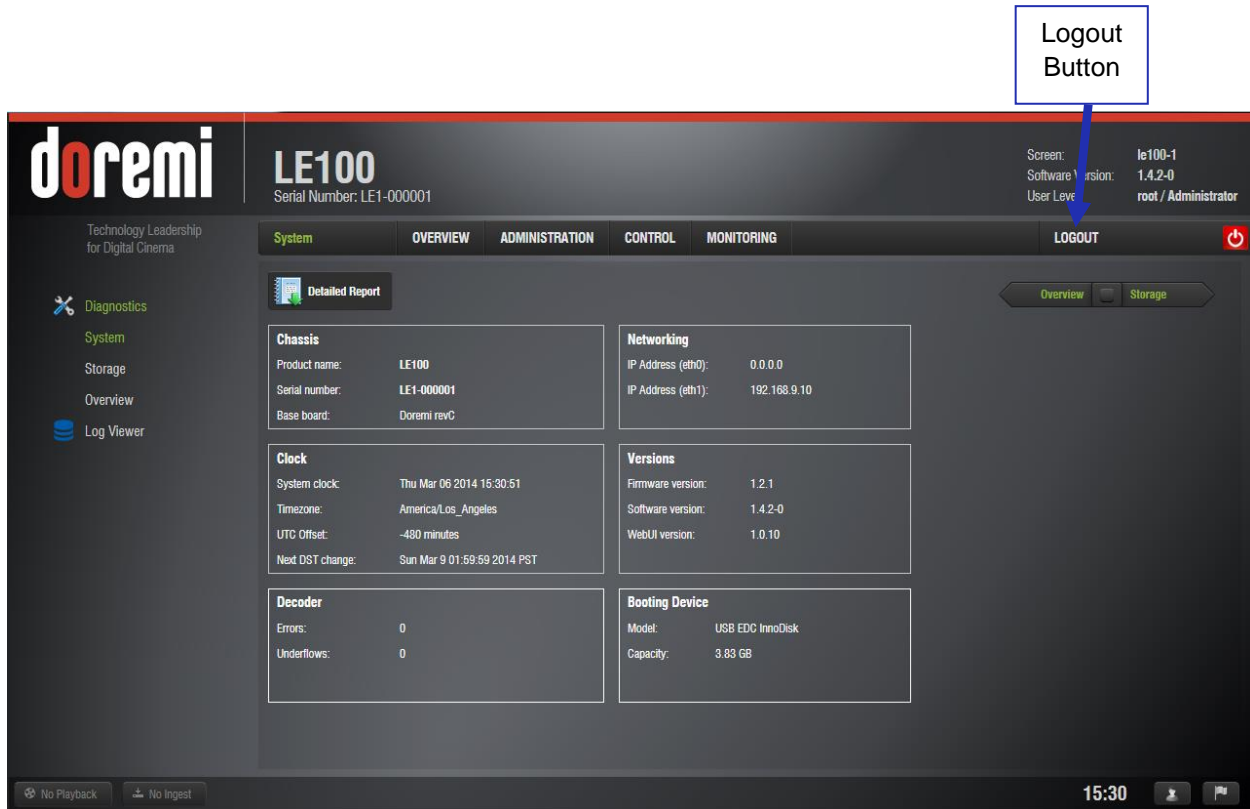 Logout
Button
doremi
Technology Leadership
for Digital Cinema
LE100
Serial Number: LE1-000001
Screen: le100-1
Software Version: 1.4.2-0
User Level: root / Administrator
System OVERVIEW ADMINISTRATION CONTROL MONITORING LOGOUT
Diagnostics
System
Storage
Overview
Log Viewer
Detailed Report
Overview Storage
Chassis
Product name: LE100
Serial number: LE1-000001
Base board: Doremi revC
Networking
IP Address (eth0): 0.0.0.0
IP Address (eth1): 192.168.9.10
Clock
System clock: Thu Mar 06 2014 15:30:51
Timezone: America/Los_Angeles
UTC Offset: -480 minutes
Next DST change: Sun Mar 9 01:59:59 2014 PST
Versions
Firmware version: 1.2.1
Software version: 1.4.2-0
WebUI version: 1.0.10
Decoder
Errors: 0
Underflows: 0
Booting Device
Model: USB EDC InnoDisk
Capacity: 3.83 GB
No Playback No Ingest 15:30